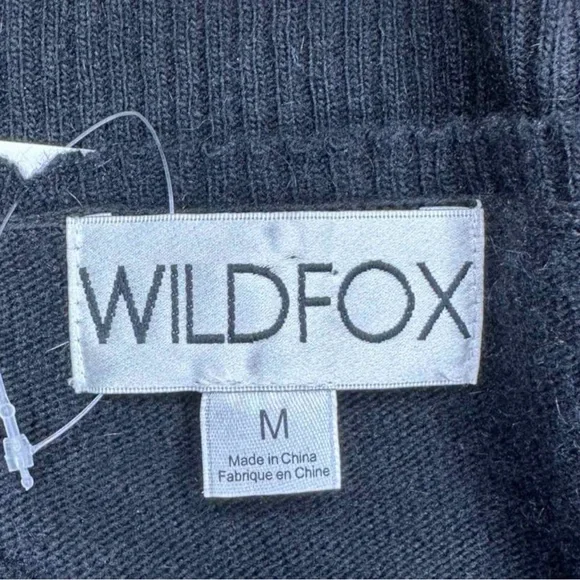 WILDFOX
M
Made in China
Fabrique en Chine